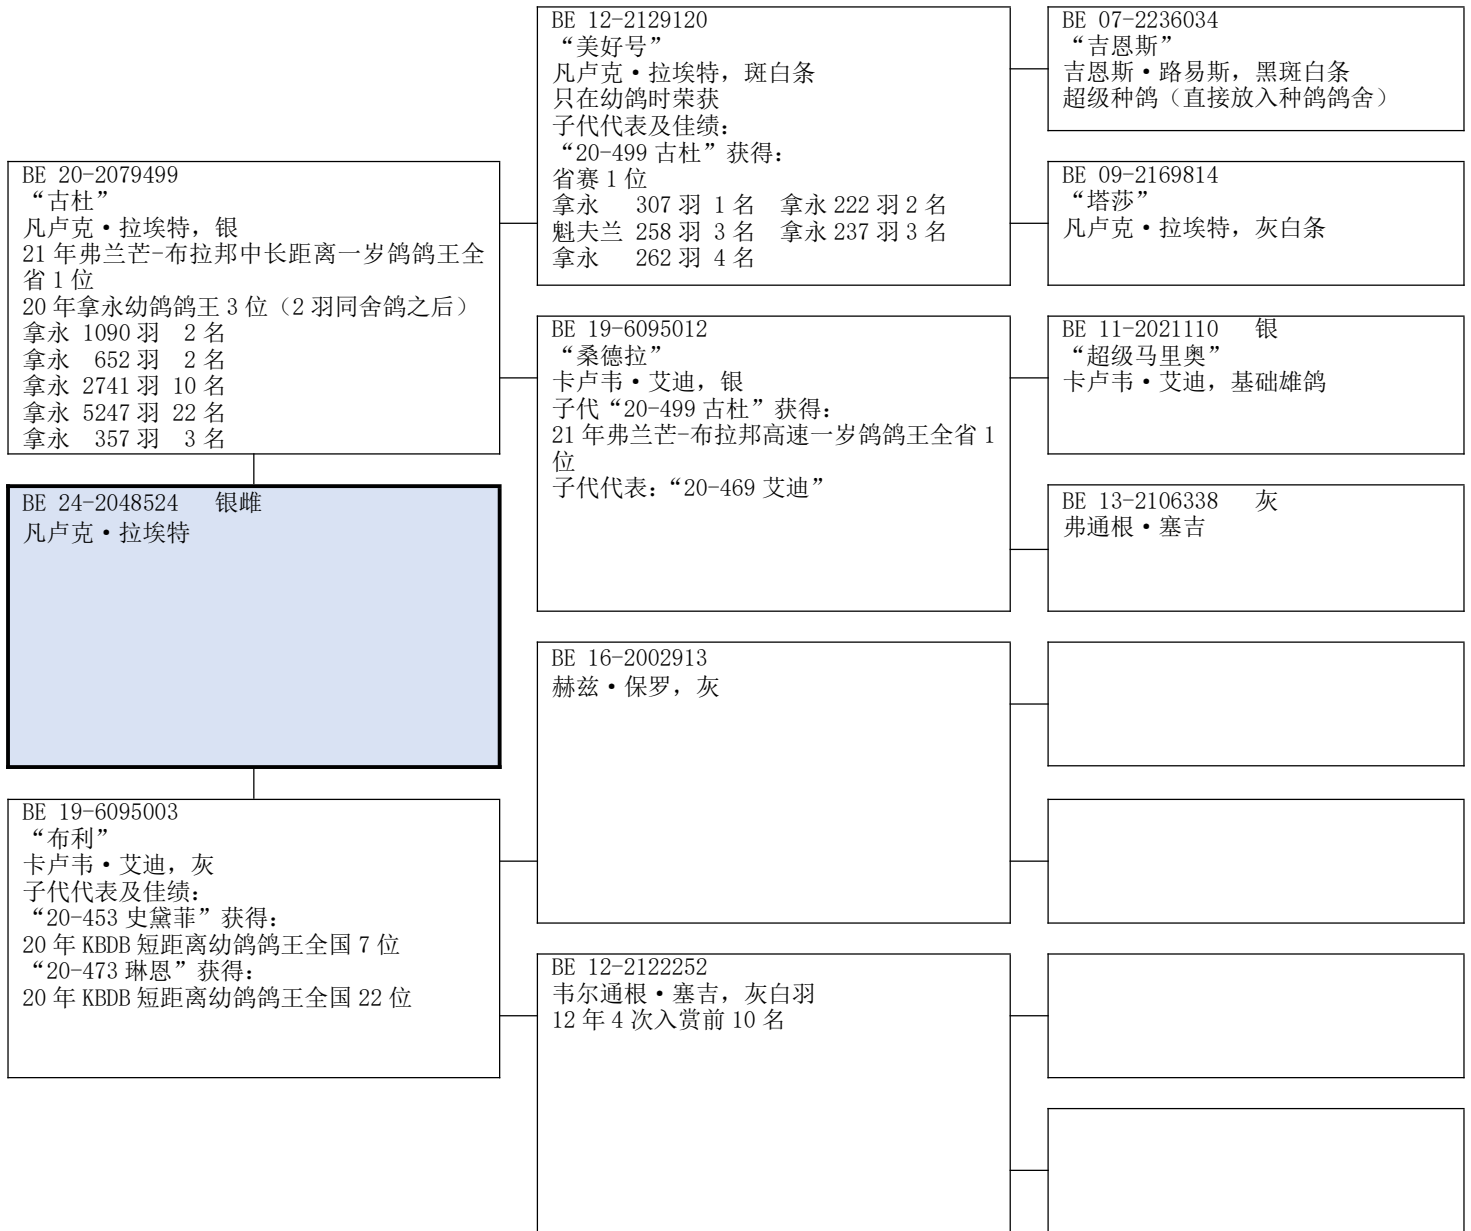 BE 12-2129120
“美好号”
凡卢克·拉埃特，斑白条
只在幼鸽时荣获
子代代表及佳绩：
“20-499 古杜”获得：
省赛 1 位
拿永 307 羽 1 名 拿永 222 羽 2 名
魁夫兰 258 羽 3 名 拿永 237 羽 3 名
拿永 262 羽 4 名
BE 07-2236034
“吉恩斯”
吉恩斯·路易斯，黑斑白条
超级种鸽（直接放入种鸽鸽舍）
BE 20-2079499
“古杜”
凡卢克·拉埃特，银
21 年弗兰芒-布拉邦中长距离一岁鸽鸽王全
省 1 位
20 年拿永幼鸽鸽王 3 位（2 羽同舍鸽之后）
拿永 1090 羽 2 名
拿永 652 羽 2 名
拿永 2741 羽 10 名
拿永 5247 羽 22 名
拿永 357 羽 3 名
BE 09-2169814
“塔莎”
凡卢克·拉埃特，灰白条
BE 19-6095012
“桑德拉”
卡卢韦·艾迪，银
子代“20-499 古杜”获得：
21 年弗兰芒-布拉邦高速一岁鸽鸽王全省 1
位
子代代表：“20-469 艾迪”
BE 11-2021110 银
“超级马里奥”
卡卢韦·艾迪，基础雄鸽
BE 24-2048524 银雌
凡卢克·拉埃特
BE 13-2106338 灰
弗通根·塞吉
BE 16-2002913
赫兹·保罗，灰
BE 19-6095003
“布利”
卡卢韦·艾迪，灰
子代代表及佳绩：
“20-453 史黛菲”获得：
20 年 KBDB 短距离幼鸽鸽王全国 7 位
“20-473 琳恩”获得：
20 年 KBDB 短距离幼鸽鸽王全国 22 位
BE 12-2122252
韦尔通根·塞吉，灰白羽
12 年 4 次入赏前 10 名